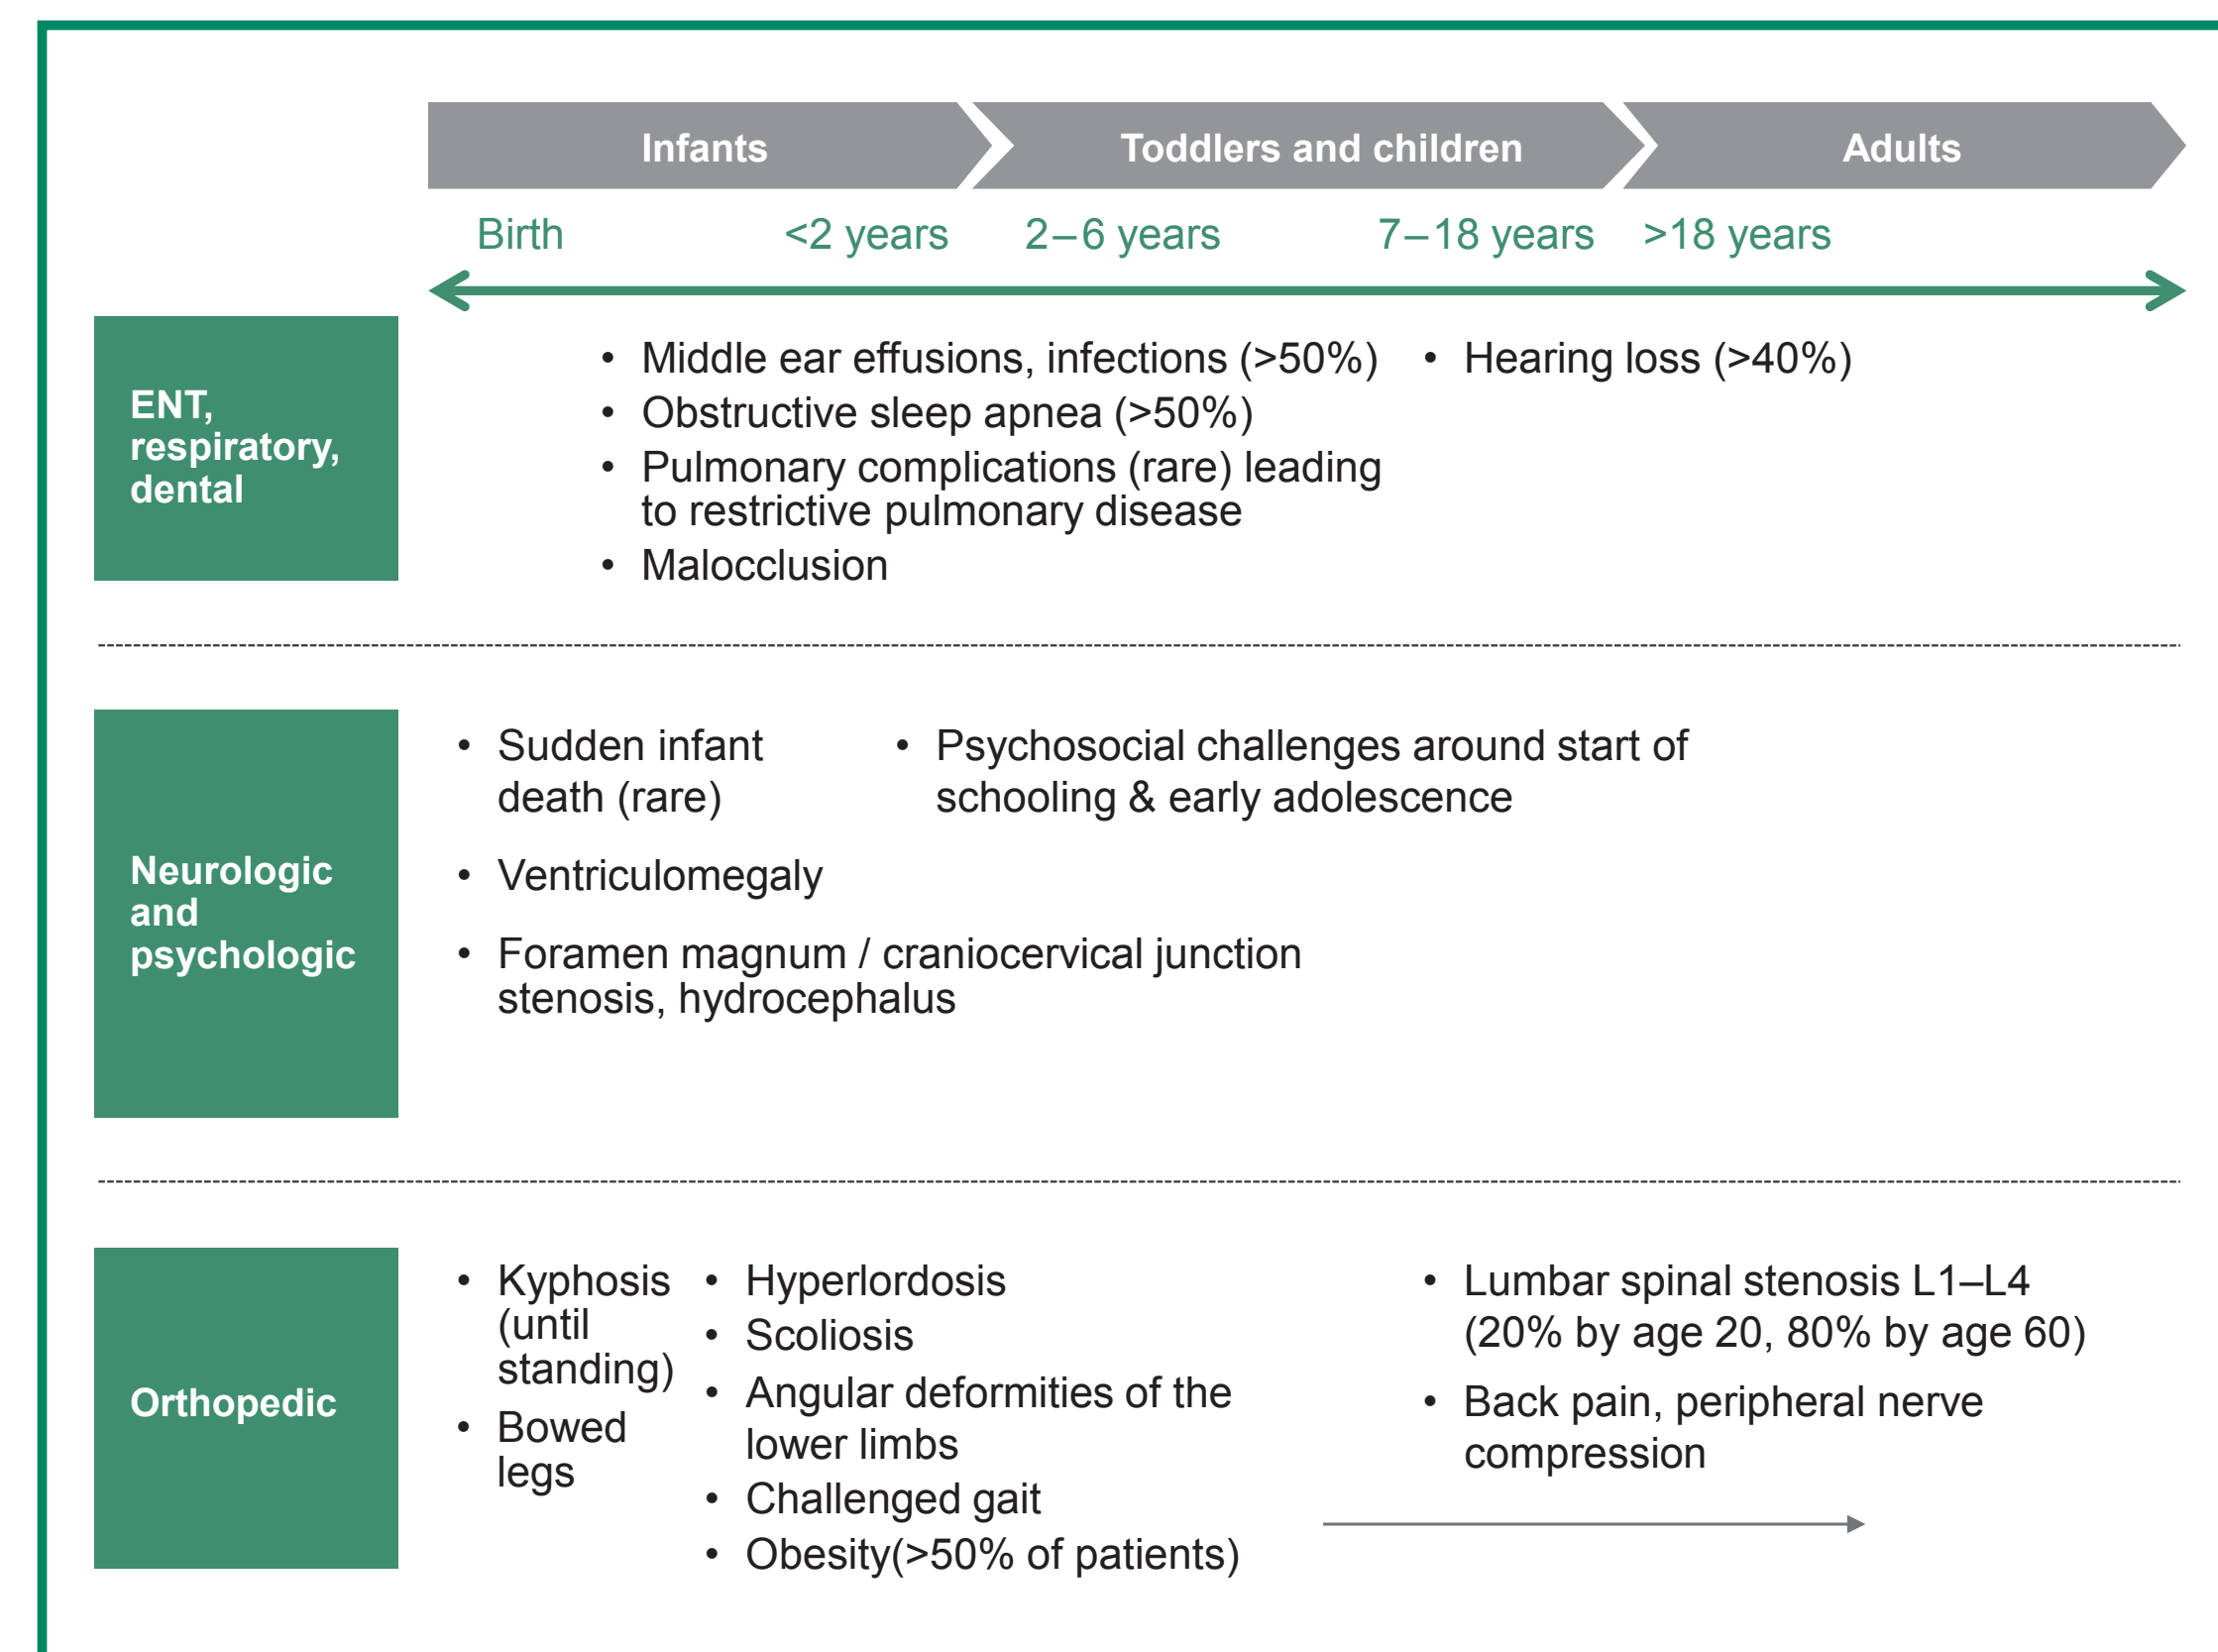 Infants
Toddlers and children
Adults
Birth
<2 years
2–6 years
7–18 years
>18 years
ENT,
respiratory,
dental
• Middle ear effusions, infections (>50%)
• Obstructive sleep apnea (>50%)
• Pulmonary complications (rare) leading
to restrictive pulmonary disease
• Malocclusion
• Hearing loss (>40%)
Neurologic
and
psychologic
• Sudden infant
death (rare)
• Ventriculomegaly
• Foramen magnum / craniocervical junction
stenosis, hydrocephalus
• Psychosocial challenges around start of
schooling & early adolescence
Orthopedic
• Kyphosis
(until
standing)
• Bowed
legs
• Hyperlordosis
• Scoliosis
• Angular deformities of the
lower limbs
• Challenged gait
• Obesity(>50% of patients)
• Lumbar spinal stenosis L1–L4
(20% by age 20, 80% by age 60)
• Back pain, peripheral nerve
compression